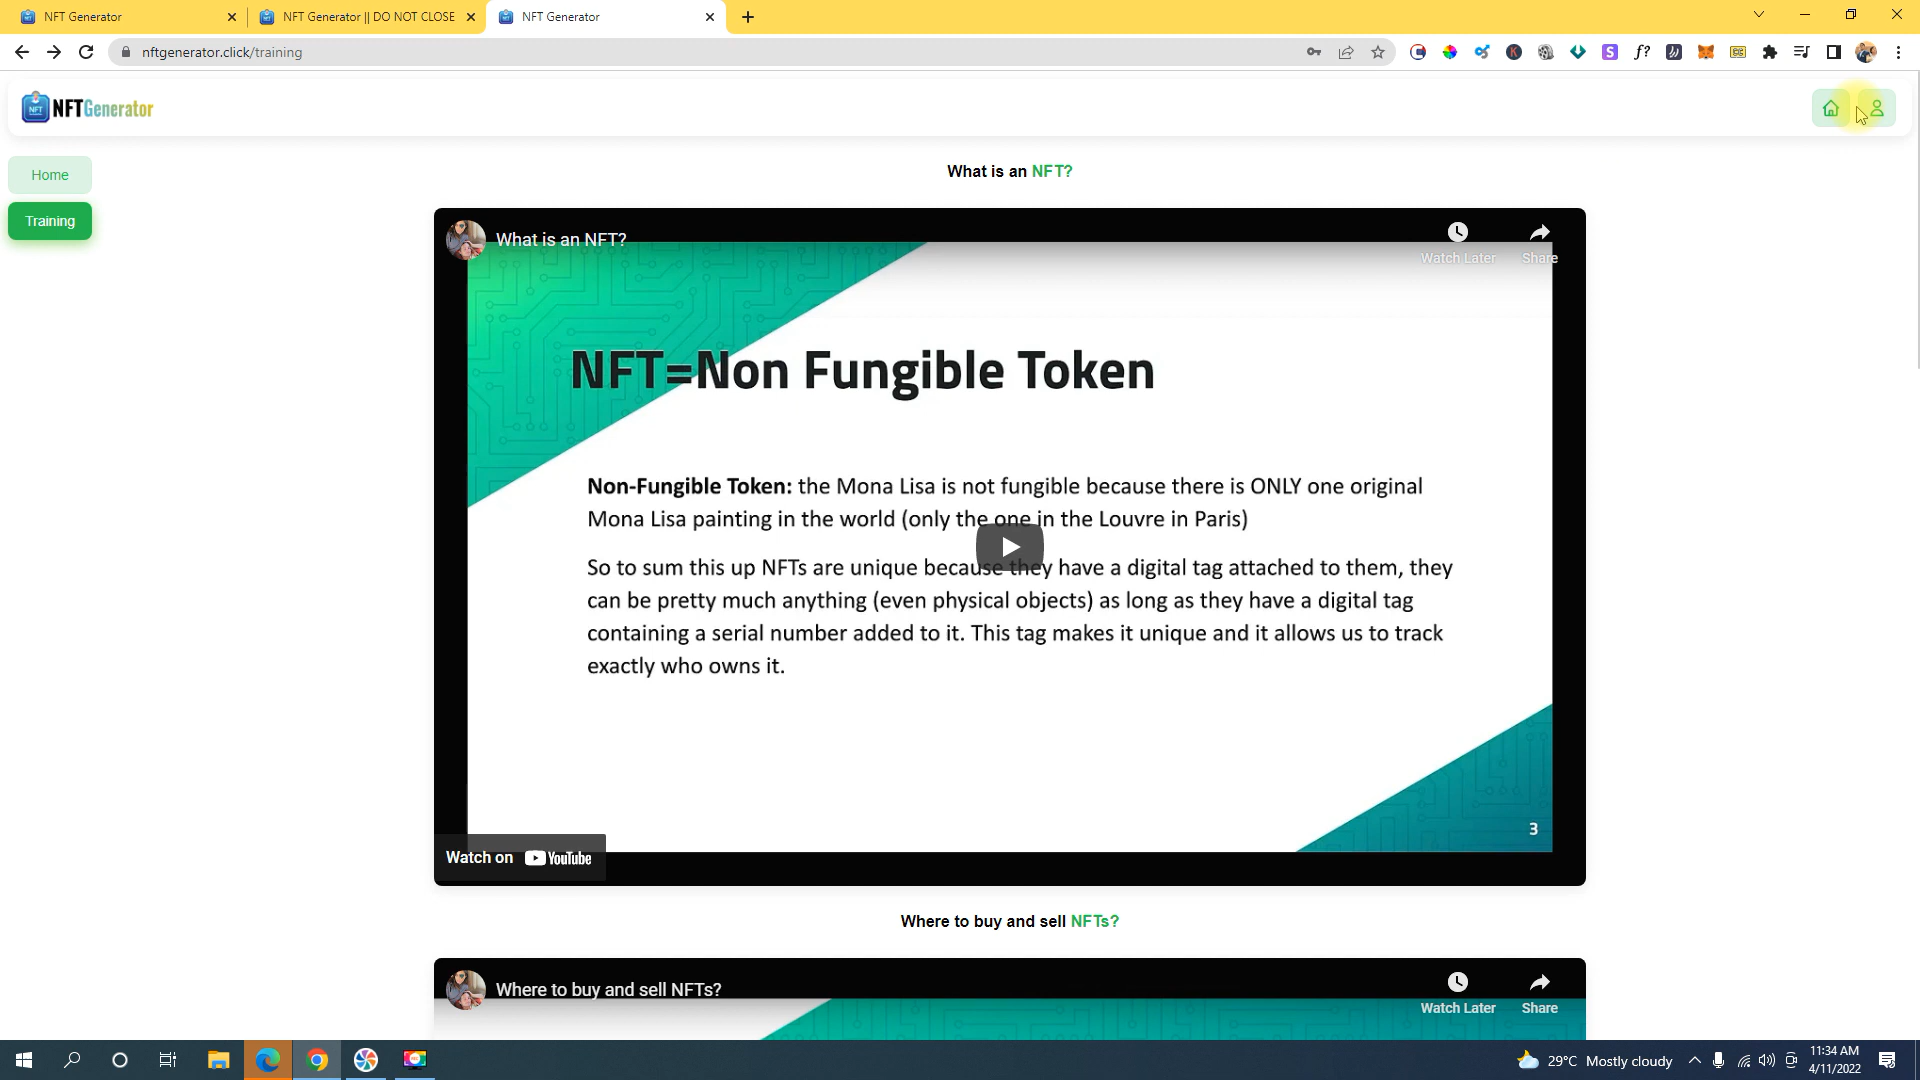 NFT Generator
NFT Generator || DO NOT CLOSE
NFT Generator
nftgenerator.click/training
NFTGenerator
Home
Training
What is an NFT?
What is an NFT?
Watch Later
Share
NFT=Non Fungible Token
Non-Fungible Token: the Mona Lisa is not fungible because there is ONLY one original
Mona Lisa painting in the world (only the one in the Louvre in Paris)
So to sum this up NFTs are unique because they have a digital tag attached to them, they
can be pretty much anything (even physical objects) as long as they have a digital tag
containing a serial number added to it. This tag makes it unique and it allows us to track
exactly who owns it.
3
Watch on YouTube
Where to buy and sell NFTs?
Where to buy and sell NFTs?
Watch Later
Share
29°C Mostly cloudy
11:34 AM
4/11/2022